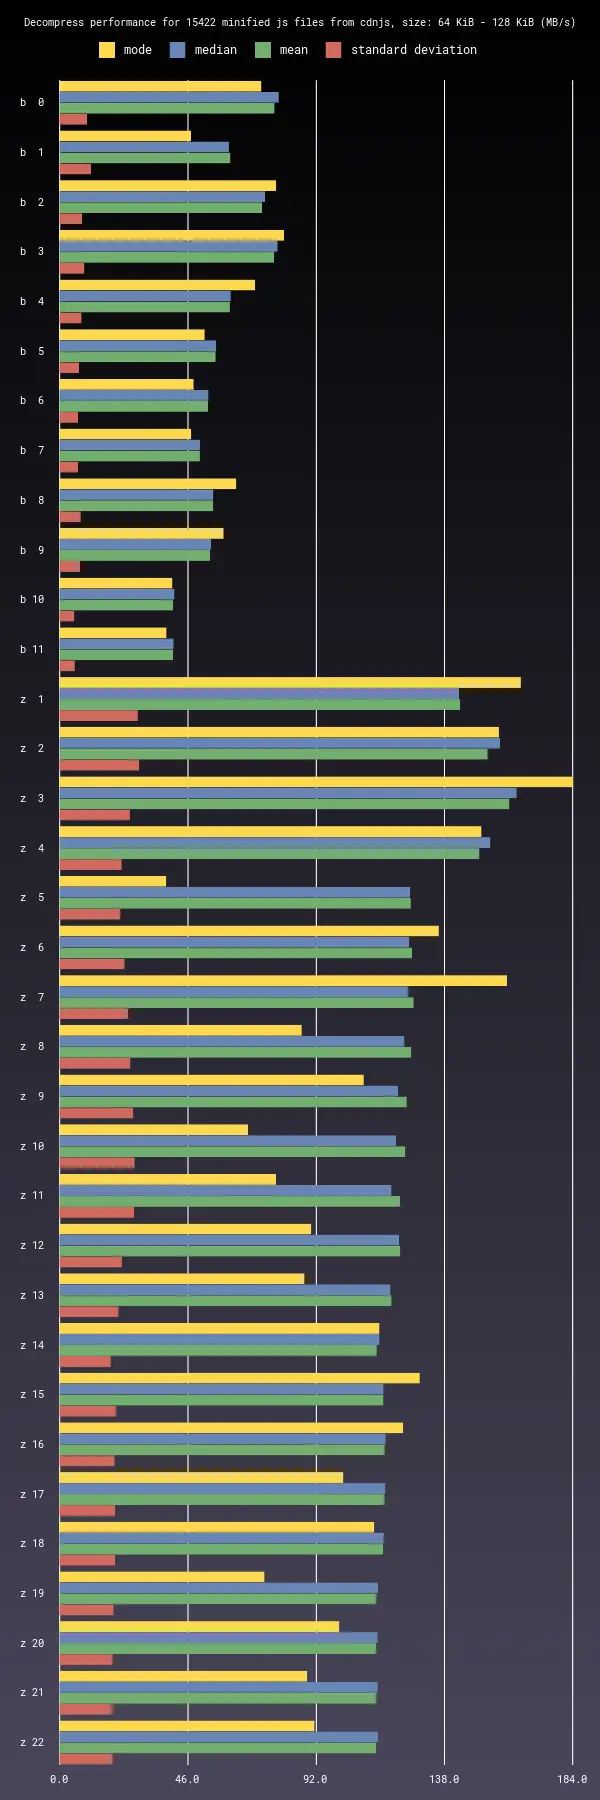 Decompress performance for 15422 minified js files from cdnjs, size: 64 KiB - 128 KiB (MB/s)
mode median mean standard deviation
b 0
b 1
b 2
b 3
b 4
b 5
b 6
b 7
b 8
b 9
b 10
b 11
z 1
z 2
z 3
z 4
z 5
z 6
z 7
z 8
z 9
z 10
z 11
z 12
z 13
z 14
z 15
z 16
z 17
z 18
z 19
z 20
z 21
z 22
0.0 46.0 92.0 138.0 184.0